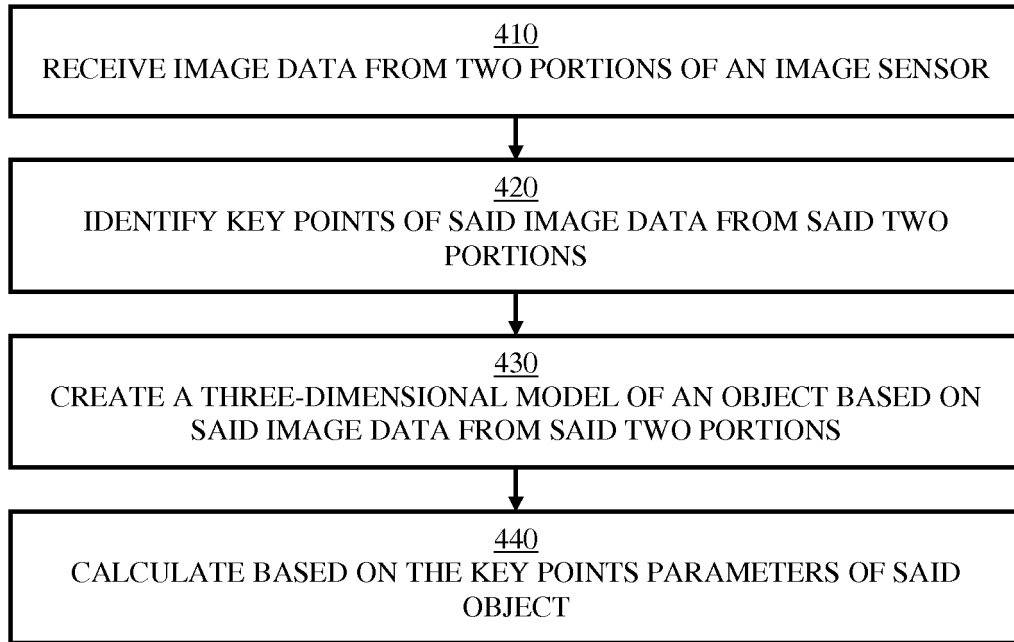 410
RECEIVE IMAGE DATA FROM TWO PORTIONS OF AN IMAGE SENSOR
420
IDENTIFY KEY POINTS OF SAID IMAGE DATA FROM SAID TWO
PORTIONS
430
CREATE A THREE-DIMENSIONAL MODEL OF AN OBJECT BASED ON
SAID IMAGE DATA FROM SAID TWO PORTIONS
440
CALCULATE BASED ON THE KEY POINTS PARAMETERS OF SAID
OBJECT